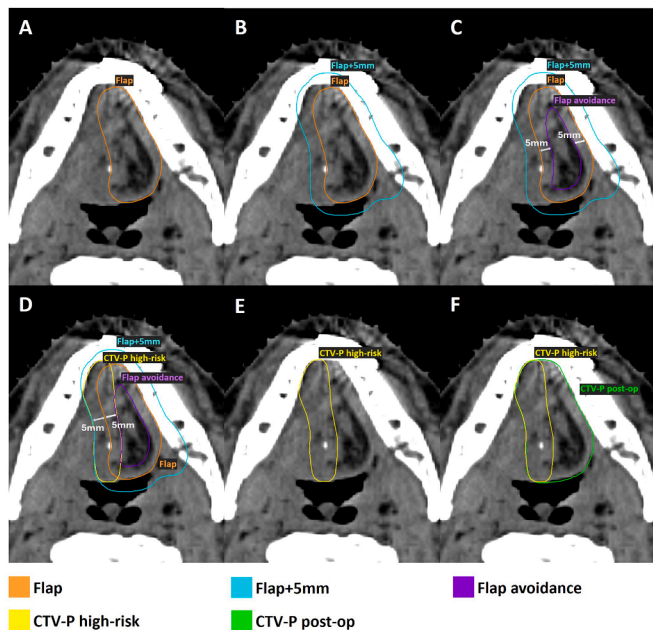 A
B
C
Flap
Flap+5mm
Flap
Flap+5mm
Flap
Flap avoidance
5mm
5mm
D
E
F
Flap+5mm
CTV-P high-risk
Flap avoidance
5mm
5mm
Flap
CTV-P high-risk
CTV-P high-risk
CTV-P post-op
Flap
Flap+5mm
Flap avoidance
CTV-P high-risk
CTV-P post-op